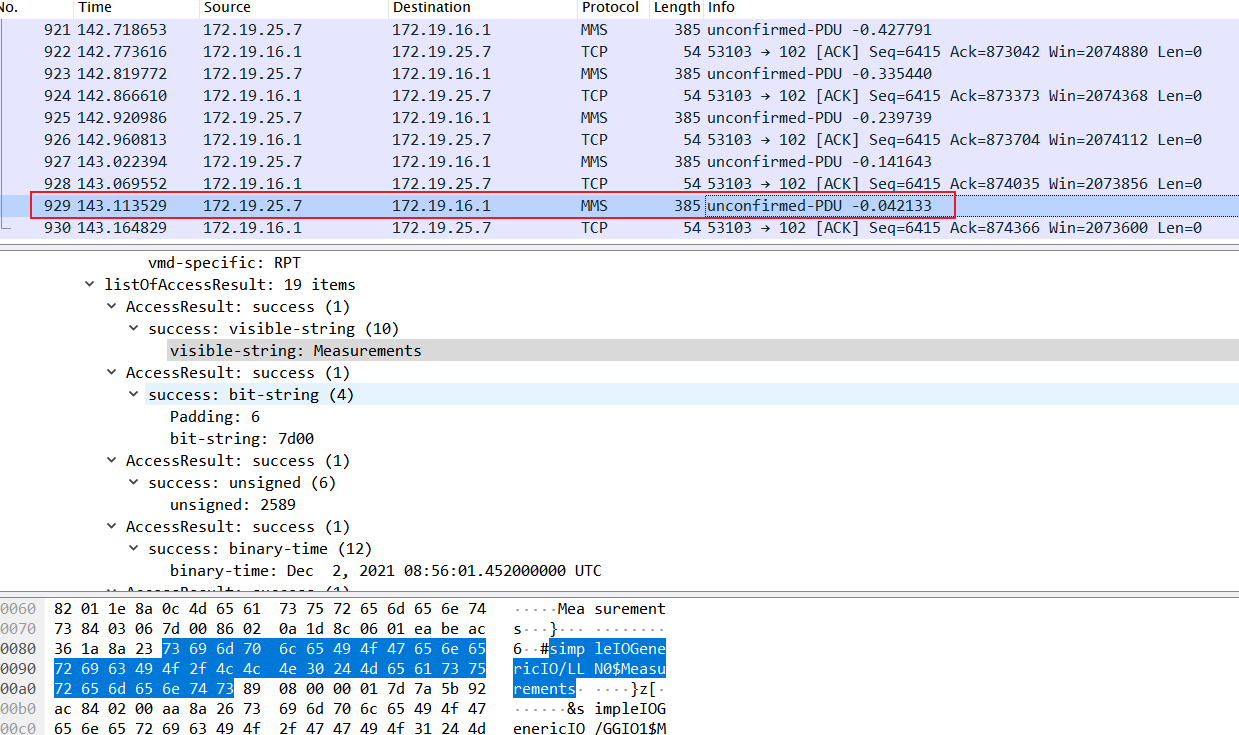 No. Time Source Destination Protocol Length Info
921 142.718653 172.19.25.7 172.19.16.1 MMS 385 unconfirmed-PDU -0.427791
922 142.773616 172.19.16.1 172.19.25.7 TCP 54 53103 → 102 [ACK] Seq=6415 Ack=873042 Win=2074880 Len=0
923 142.819772 172.19.25.7 172.19.16.1 MMS 385 unconfirmed-PDU -0.335440
924 142.866610 172.19.16.1 172.19.25.7 TCP 54 53103 → 102 [ACK] Seq=6415 Ack=873373 Win=2074368 Len=0
925 142.920986 172.19.25.7 172.19.16.1 MMS 385 unconfirmed-PDU -0.239739
926 142.960813 172.19.16.1 172.19.25.7 TCP 54 53103 → 102 [ACK] Seq=6415 Ack=873704 Win=2074112 Len=0
927 143.022394 172.19.25.7 172.19.16.1 MMS 385 unconfirmed-PDU -0.141643
928 143.069552 172.19.16.1 172.19.25.7 TCP 54 53103 → 102 [ACK] Seq=6415 Ack=874035 Win=2073856 Len=0
929 143.113529 172.19.25.7 172.19.16.1 MMS 385 unconfirmed-PDU -0.042133
930 143.164829 172.19.16.1 172.19.25.7 TCP 54 53103 → 102 [ACK] Seq=6415 Ack=874366 Win=2073600 Len=0
vmd-specific: RPT
listOfAccessResult: 19 items
AccessResult: success (1)
success: visible-string (10)
visible-string: Measurements
AccessResult: success (1)
success: bit-string (4)
Padding: 6
bit-string: 7d00
AccessResult: success (1)
success: unsigned (6)
unsigned: 2589
AccessResult: success (1)
success: binary-time (12)
binary-time: Dec  2, 2021 08:56:01.452000000 UTC
AccessResult: success (1)
0060 82 01 1e 8a 0c 4d 65 61 73 75 72 65 6d 65 6e 74 ·····Mea surement
0070 73 84 03 06 7d 00 86 02 0a 1d 8c 06 01 ea be ac s···}··· ········
0080 36 1a 8a 23 73 69 6d 70 6c 65 49 4f 47 65 6e 65 6··#simp leIOGene
0090 72 69 63 49 4f 2f 4c 4c 4e 30 24 4d 65 61 73 75 ricIO/LL N0$Measu
00a0 72 65 6d 65 6e 74 73 89 08 00 00 01 7d 7a 5b 92 rements· ····}z[·
00b0 ac 84 02 00 aa 8a 26 73 69 6d 70 6c 65 49 4f 47 ······&s impleIOG
00c0 65 6e 65 72 69 63 49 4f 2f 47 47 49 4f 31 24 4d enericIO /GGIO1$M